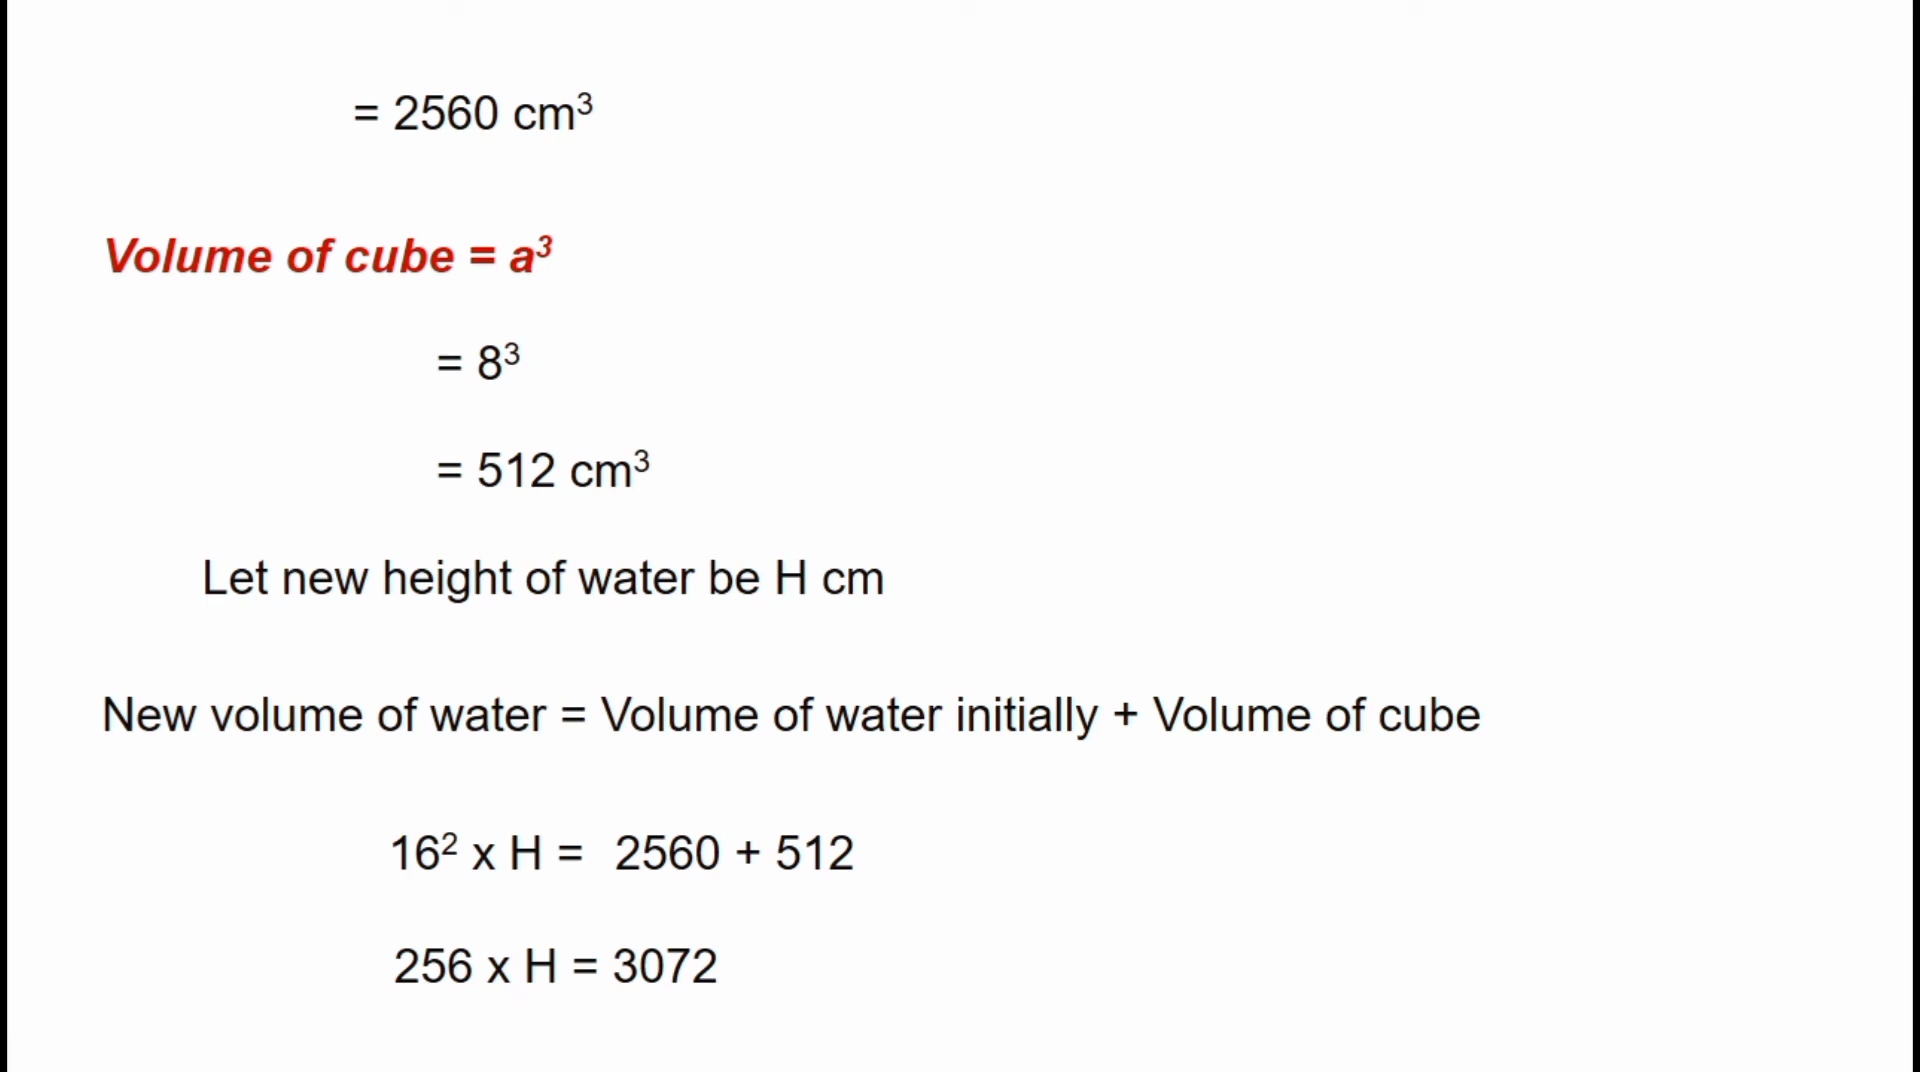 = 2560 cm³
Volume of cube = a³
= 8³
= 512 cm³
Let new height of water be H cm
New volume of water = Volume of water initially + Volume of cube
16² x H = 2560 + 512
256 x H = 3072